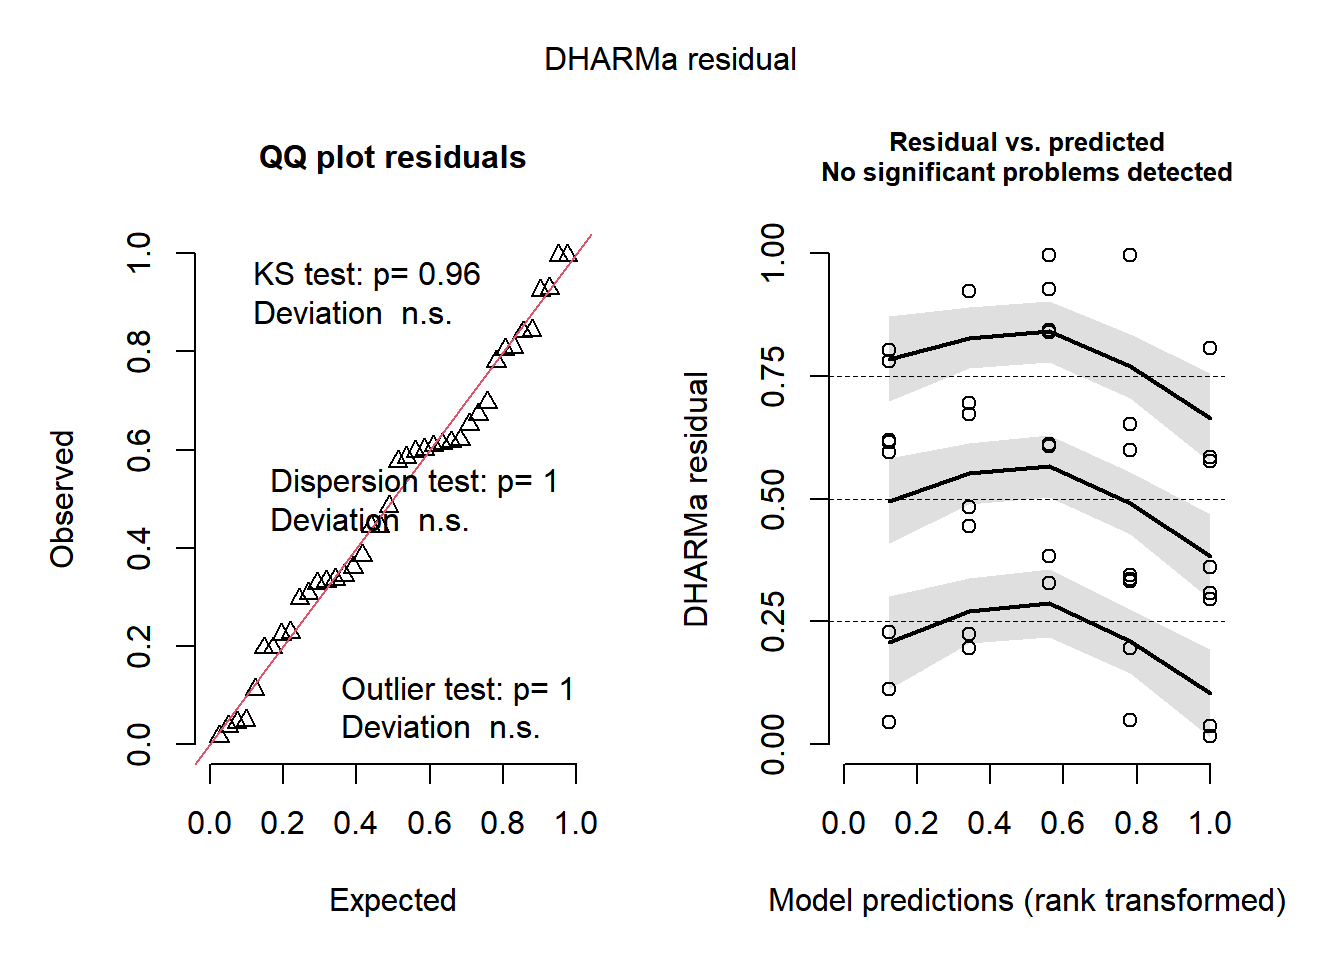 DHARMa residual
QQ plot residuals
KS test: p= 0.96
Deviation  n.s.
Dispersion test: p= 1
Deviation  n.s.
Outlier test: p= 1
Deviation  n.s.
Observed
0.0 0.2 0.4 0.6 0.8 1.0
0.0 0.2 0.4 0.6 0.8 1.0
Expected
Residual vs. predicted
No significant problems detected
DHARMa residual
0.00 0.25 0.50 0.75 1.00
0.0 0.2 0.4 0.6 0.8 1.0
Model predictions (rank transformed)